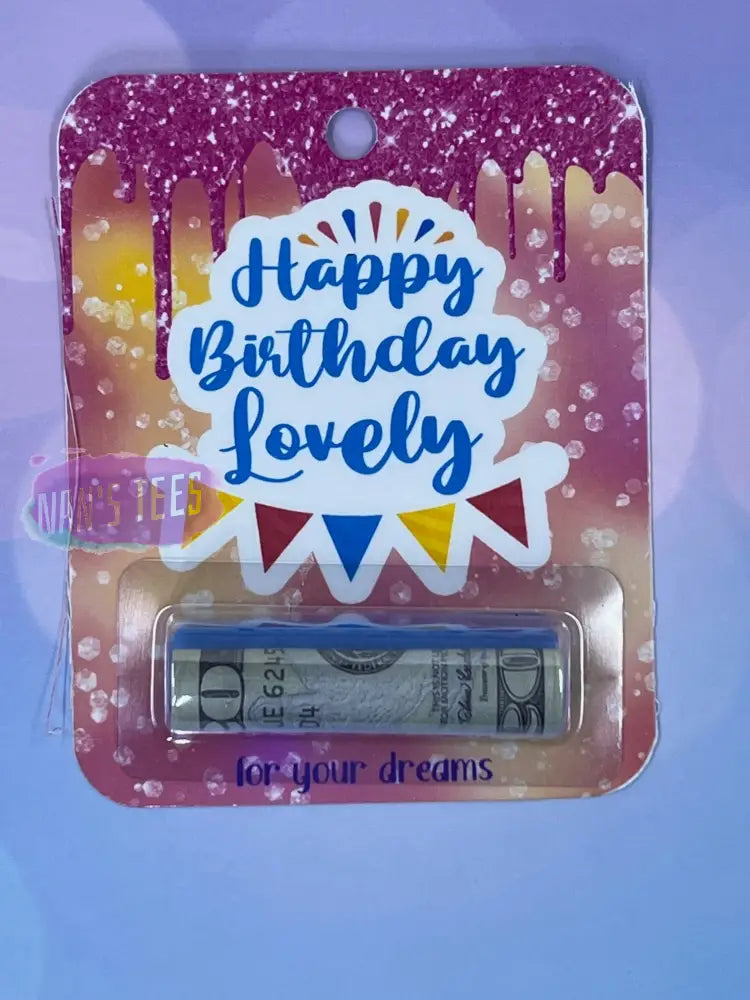 Happy
Birthday
Lovely
NAN'S TEES
for your dreams